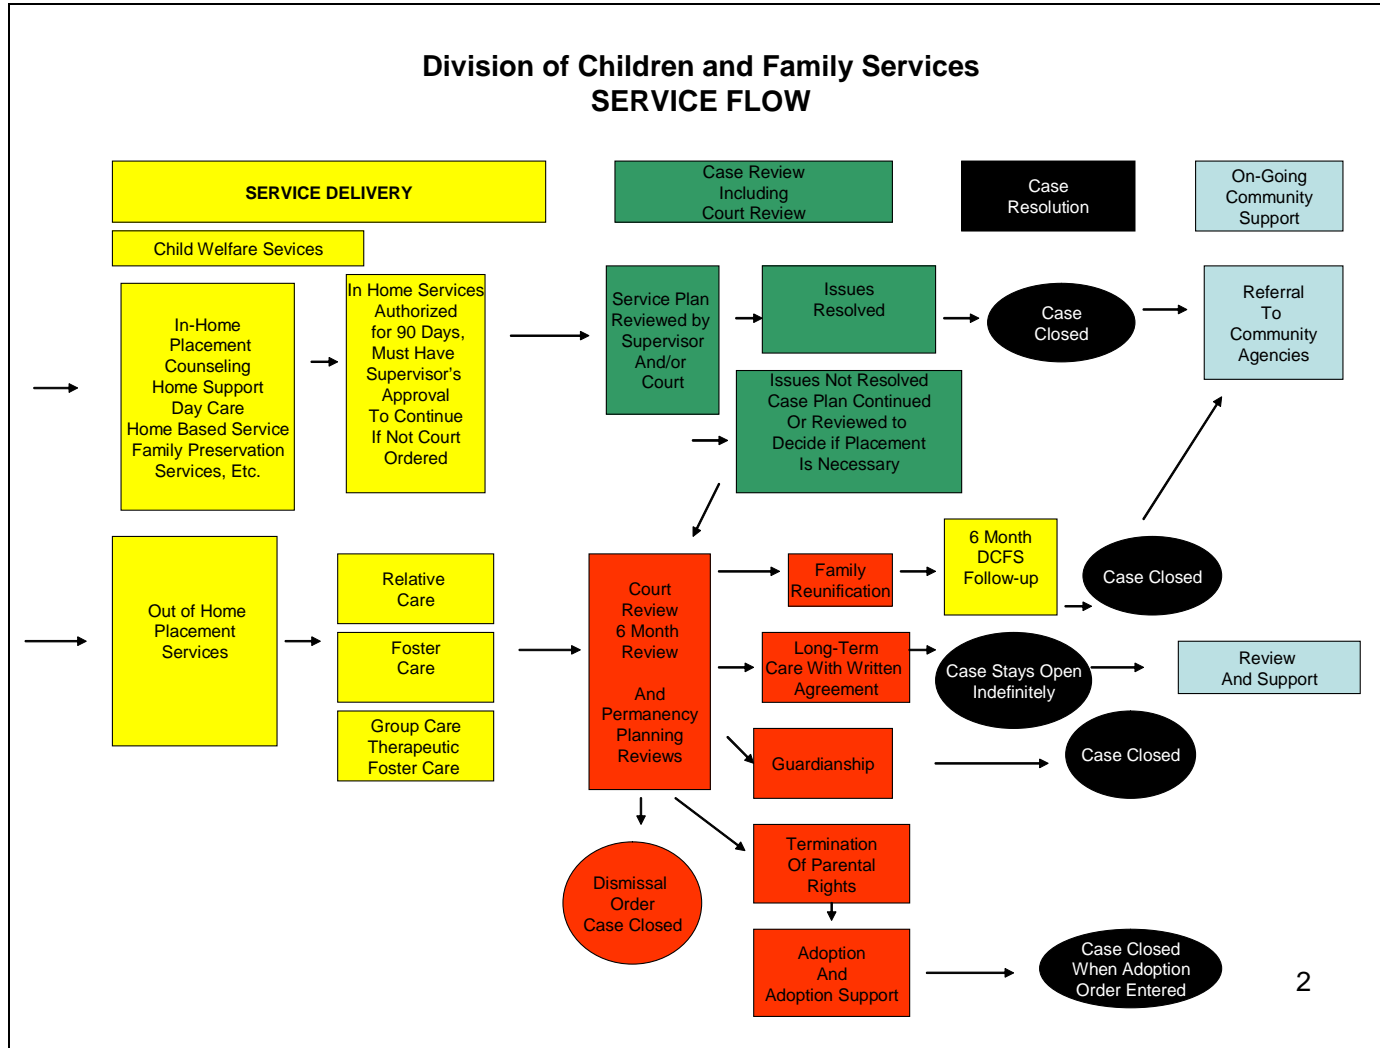 Division of Children and Family Services
SERVICE FLOW
SERVICE DELIVERY
Case Review
Including
Court Review
Case
Resolution
On-Going
Community
Support
Child Welfare Sevices
In-Home
Placement
Counseling
Home Support
Day Care
Home Based Service
Family Preservation
Services, Etc.
In Home Services
Authorized
for 90 Days,
Must Have
Supervisor's
Approval
To Continue
If Not Court
Ordered
Service Plan
Reviewed by
Supervisor
And/or
Court
Issues
Resolved
Case
Closed
Referral
To
Community
Agencies
Issues Not Resolved
Case Plan Continued
Or Reviewed to
Decide if Placement
Is Necessary
Out of Home
Placement
Services
Relative
Care
Foster
Care
Group Care
Therapeutic
Foster Care
Court
Review
6 Month
Review
And
Permanency
Planning
Reviews
Family
Reunification
6 Month
DCFS
Follow-up
Case Closed
Long-Term
Care With Written
Agreement
Case Stays Open
Indefinitely
Review
And Support
Guardianship
Case Closed
Dismissal
Order
Case Closed
Termination
Of Parental
Rights
Adoption
And
Adoption Support
Case Closed
When Adoption
Order Entered
2